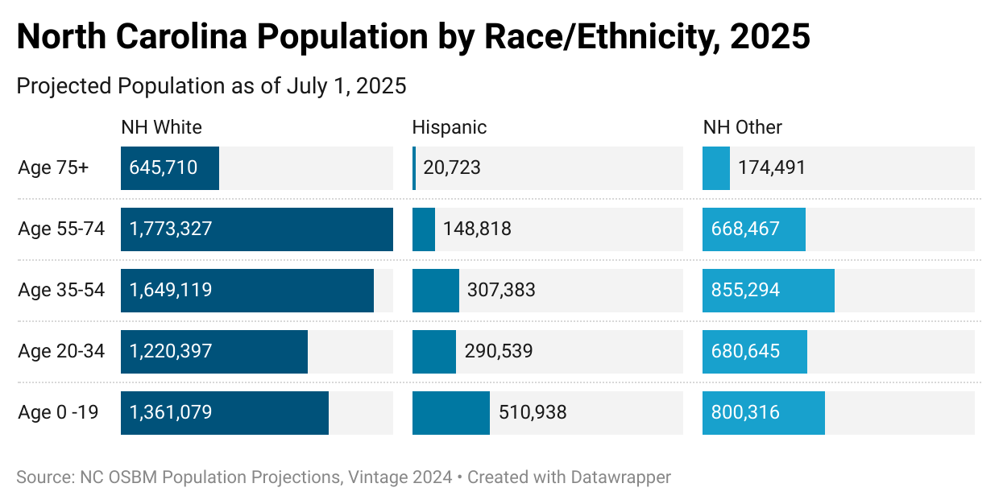 North Carolina Population by Race/Ethnicity, 2025
Projected Population as of July 1, 2025
NH White Hispanic NH Other
Age 75+ 645,710 20,723 174,491
Age 55-74 1,773,327 148,818 668,467
Age 35-54 1,649,119 307,383 855,294
Age 20-34 1,220,397 290,539 680,645
Age 0 -19 1,361,079 510,938 800,316
Source: NC OSBM Population Projections, Vintage 2024 • Created with Datawrapper